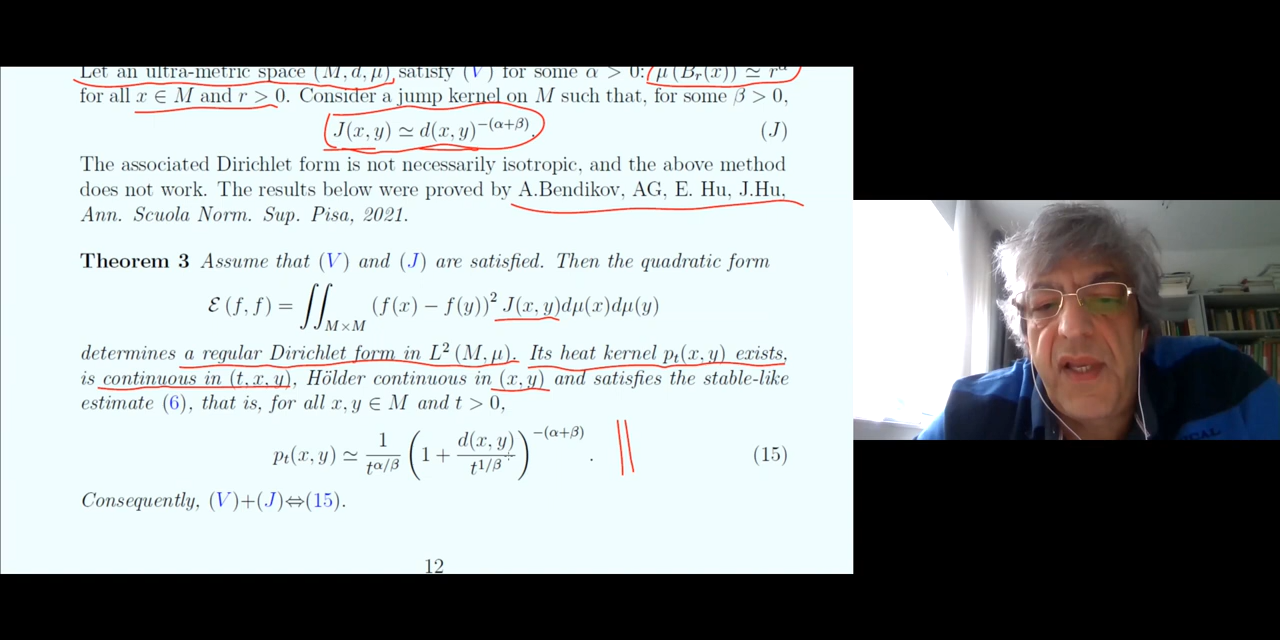 Let an ultra-metric space (M, d, μ) satisfy (V) for some α > 0: μ(B_r(x)) ≃ r^α
for all x ∈ M and r > 0. Consider a jump kernel on M such that, for some β > 0,
J(x, y) ≃ d(x, y)^{−(α+β)}. (J)
The associated Dirichlet form is not necessarily isotropic, and the above method
does not work. The results below were proved by A.Bendikov, AG, E. Hu, J.Hu,
Ann. Scuola Norm. Sup. Pisa, 2021.
Theorem 3 Assume that (V) and (J) are satisfied. Then the quadratic form
ℰ (f, f) = ∬_{M×M} (f(x) − f(y))² J(x, y)dμ(x)dμ(y)
determines a regular Dirichlet form in L² (M, μ). Its heat kernel p_t(x, y) exists,
is continuous in (t, x, y), Hölder continuous in (x, y) and satisfies the stable-like
estimate (6), that is, for all x, y ∈ M and t > 0,
p_t(x, y) ≃ 1/t^{α/β} (1 + d(x, y)/t^{1/β})^{−(α+β)}. (15)
Consequently, (V)+(J)⇔(15).
12